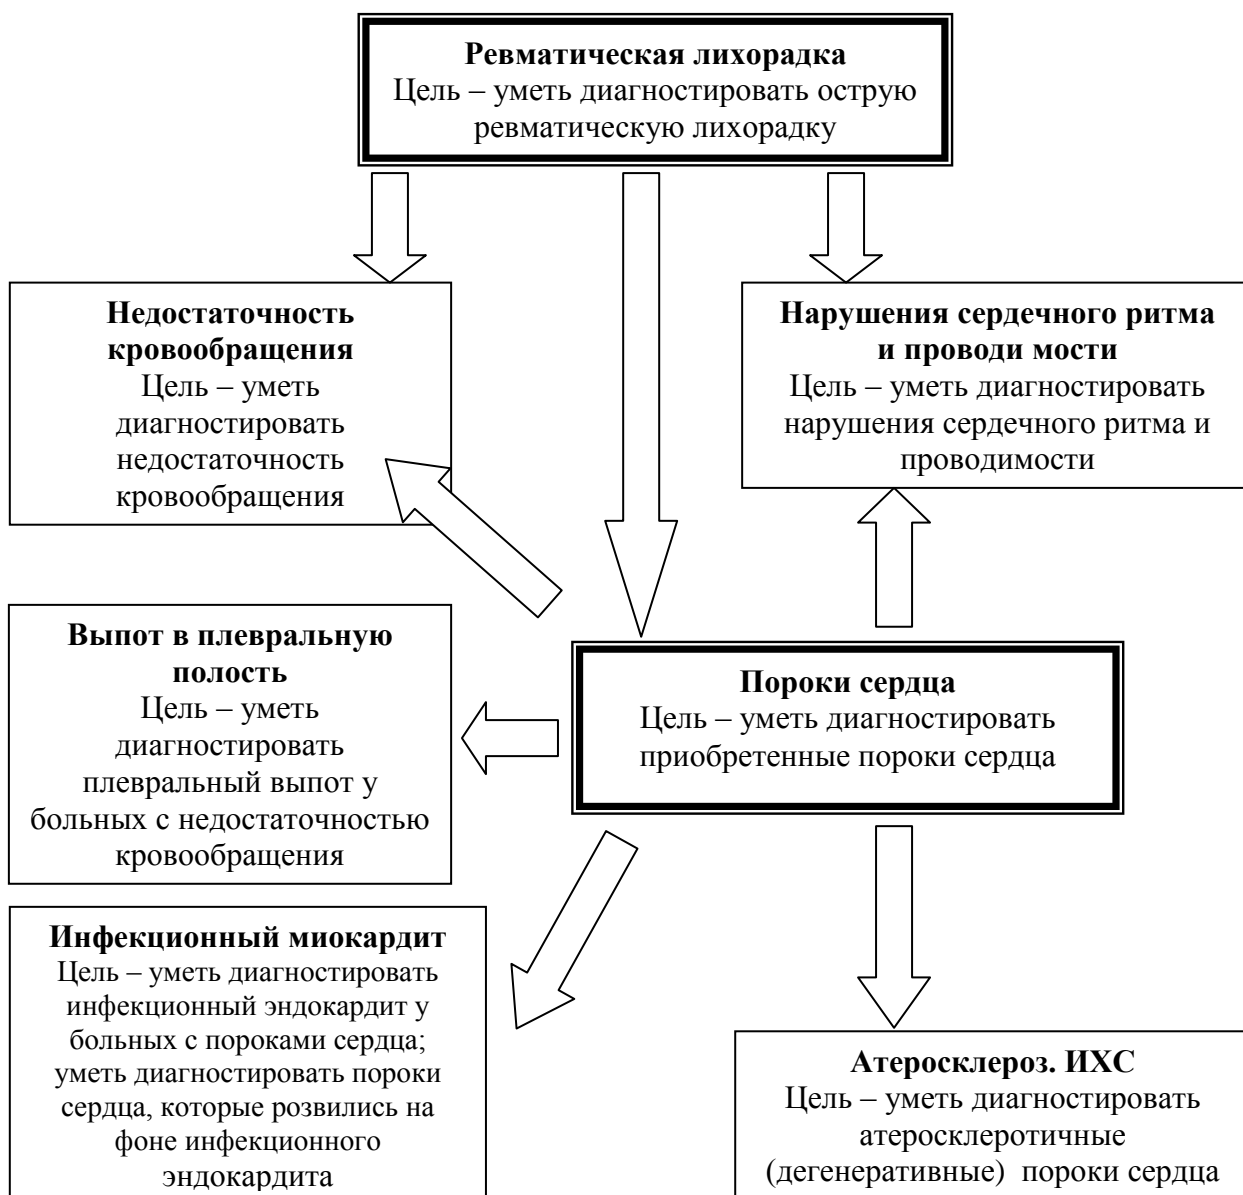 Ревматическая лихорадка
Цель – уметь диагностировать острую
ревматическую лихорадку
Недостаточность
кровообращения
Цель – уметь
диагностировать
недостаточность
кровообращения
Нарушения сердечного ритма
и проводи мости
Цель – уметь диагностировать
нарушения сердечного ритма и
проводимости
Выпот в плевральную
полость
Цель – уметь
диагностировать
плевральный выпот у
больных с недостаточностью
кровообращения
Пороки сердца
Цель – уметь диагностировать
приобретенные пороки сердца
Инфекционный миокардит
Цель – уметь диагностировать
инфекционный эндокардит у
больных с пороками сердца;
уметь диагностировать пороки
сердца, которые розвились на
фоне инфекционного
эндокардита
Атеросклероз. ИХС
Цель – уметь диагностировать
атеросклеротичные
(дегенеративные) пороки сердца